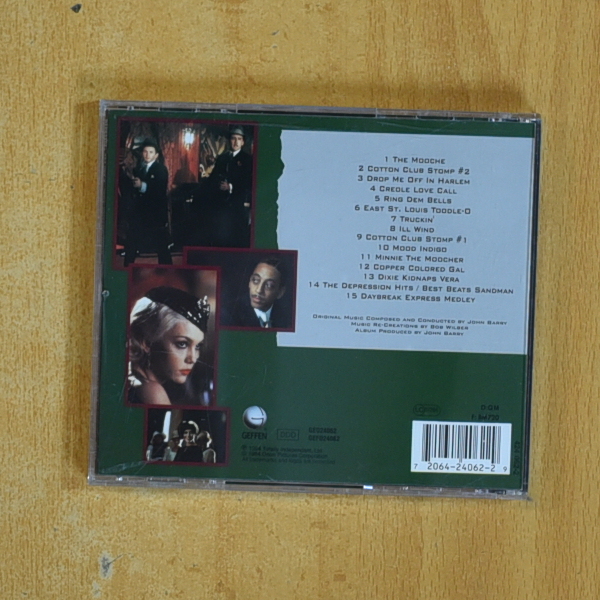 1 The Mooche
2 Cotton Club Stomp #2
3 Drop Me Off In Harlem
4 Creole Love Call
5 Ring Dem Bells
6 East St. Louis Toodle-O
7 Truckin'
8 Ill Wind
9 Cotton Club Stomp #1
10 Mood Indigo
11 Minnie The Moocher
12 Copper Colored Gal
13 Dixie Kidnaps Vera
14 The Depression Hits / Best Beats Sandman
15 Daybreak Express Medley
Original Music Composed and Conducted by John Barry
Music Re-Creations by Bob Wilber
Album Produced by John Barry
GEFFEN
7 2064-24062-2 9